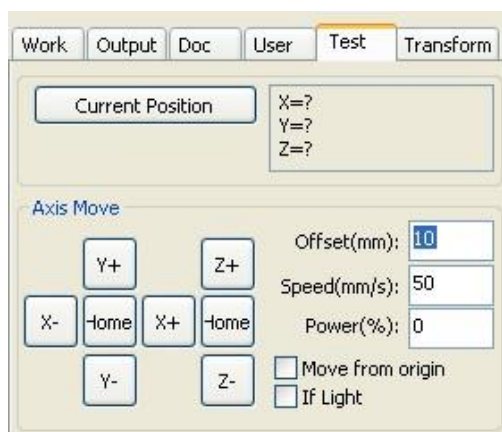 Work Output Doc User Test Transform
Current Position
X=?
Y=?
Z=?
Axis Move
Y+ Z+
X- Home X+ Home
Y- Z-
Offset(mm): 10
Speed(mm/s): 50
Power(%): 0
Move from origin
If Light